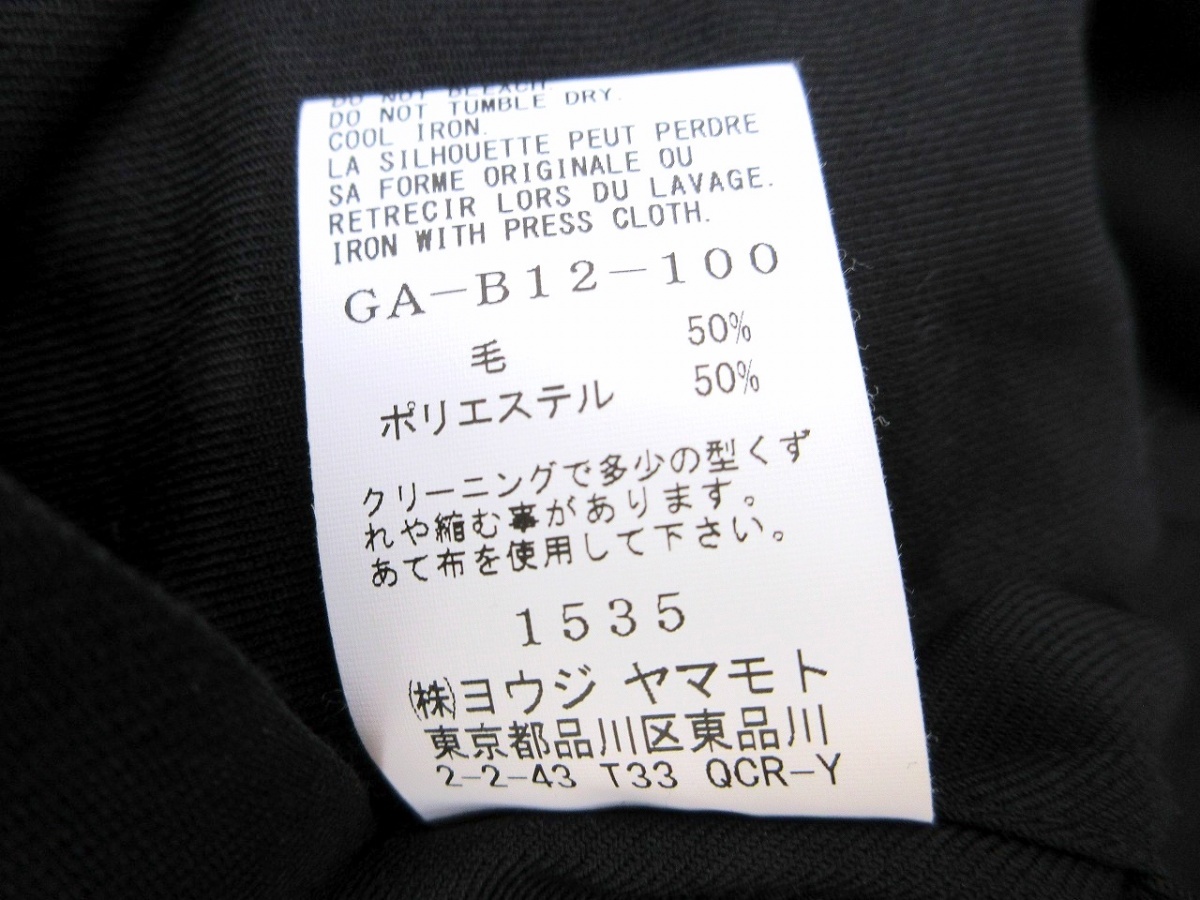 DO NOT BLEACH.
DO NOT TUMBLE DRY.
COOL IRON.
LA SILHOUETTE PEUT PERDRE
SA FORME ORIGINALE OU
RETRECIR LORS DU LAVAGE.
IRON WITH PRESS CLOTH.
GA-B12-100
毛 50%
ポリエステル 50%
クリーニングで多少の型くず
れや縮む事があります。
あて布を使用して下さい。
1535
㈱ヨウジ ヤマモト
東京都品川区東品川
2-2-43 T33 QCR-Y